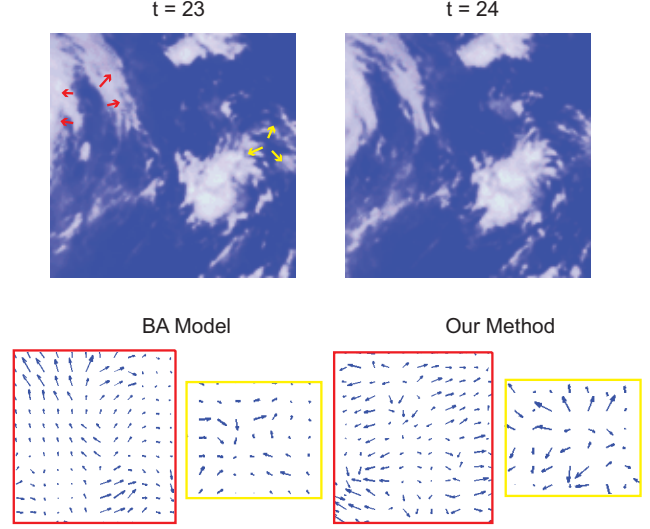 t = 23
t = 24
BA Model
Our Method